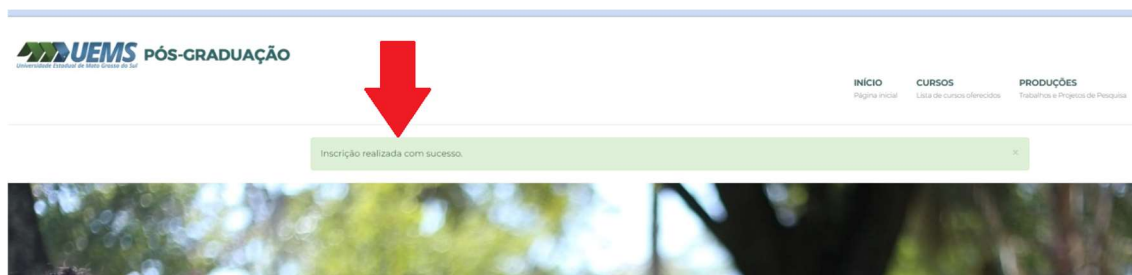 UEMS PÓS-GRADUAÇÃO
Universidade Estadual de Mato Grosso do Sul
INÍCIO
Página inicial
CURSOS
Lista de cursos oferecidos
PRODUÇÕES
Trabalhos e Projetos de Pesquisa
Inscrição realizada com sucesso.
×